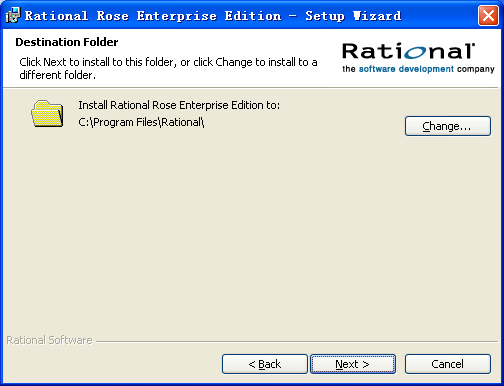 Rational Rose Enterprise Edition - Setup Wizard
Destination Folder
Click Next to install to this folder, or click Change to install to a
different folder.
Rational®
the software development company
Install Rational Rose Enterprise Edition to:
C:\Program Files\Rational\
Change...
Rational Software
< Back
Next >
Cancel